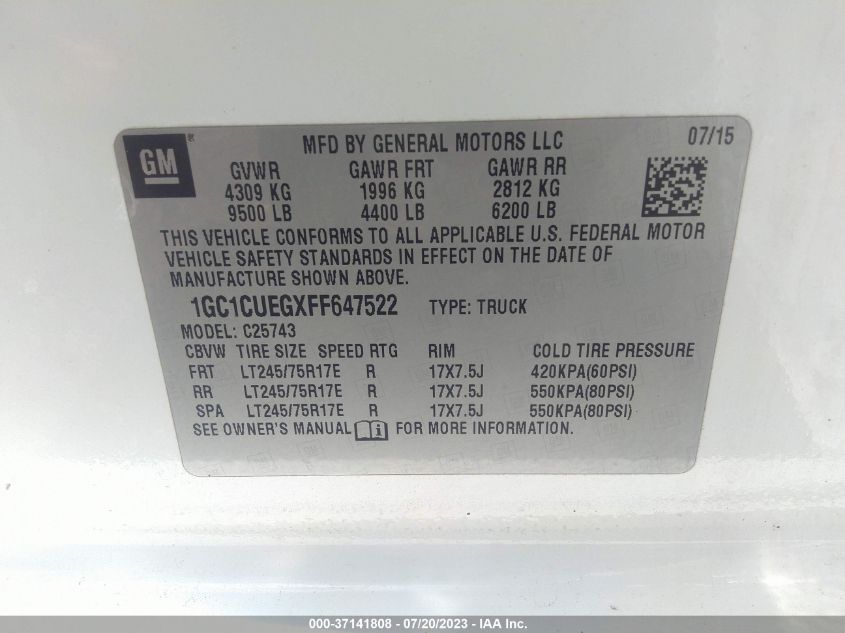 GM
MFD BY GENERAL MOTORS LLC 07/15
GVWR GAWR FRT GAWR RR
4309 KG 1996 KG 2812 KG
9500 LB 4400 LB 6200 LB
THIS VEHICLE CONFORMS TO ALL APPLICABLE U.S. FEDERAL MOTOR
VEHICLE SAFETY STANDARDS IN EFFECT ON THE DATE OF
MANUFACTURE SHOWN ABOVE.
1GC1CUEGXFF647522 TYPE: TRUCK
MODEL: C25743
CBVW TIRE SIZE SPEED RTG RIM COLD TIRE PRESSURE
FRT LT245/75R17E R 17X7.5J 420KPA(60PSI)
RR LT245/75R17E R 17X7.5J 550KPA(80PSI)
SPA LT245/75R17E R 17X7.5J 550KPA(80PSI)
SEE OWNER'S MANUAL i FOR MORE INFORMATION.
000-37141808 - 07/20/2023 - IAA Inc.